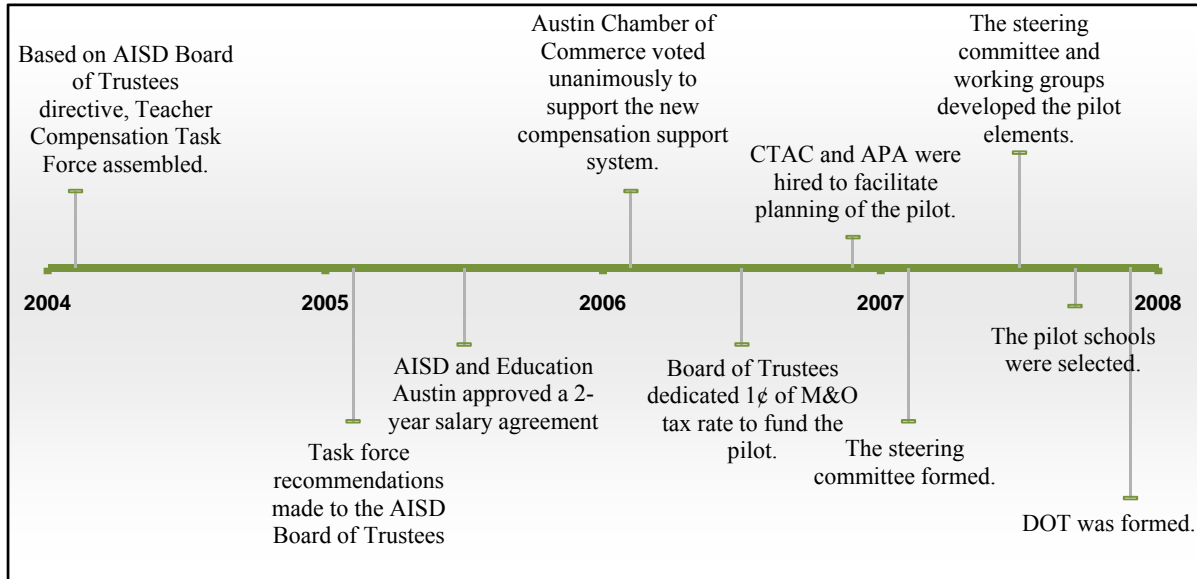 Based on AISD Board
of Trustees
directive, Teacher
Compensation Task
Force assembled.
Austin Chamber of
Commerce voted
unanimously to
support the new
compensation support
system.
CTAC and APA were
hired to facilitate
planning of the pilot.
The steering
committee and
working groups
developed the pilot
elements.
2004
2005
2006
2007
2008
Task force
recommendations
made to the AISD
Board of Trustees
AISD and Education
Austin approved a 2-
year salary agreement
Board of Trustees
dedicated 1¢ of M&O
tax rate to fund the
pilot.
The steering
committee formed.
The pilot schools
were selected.
DOT was formed.